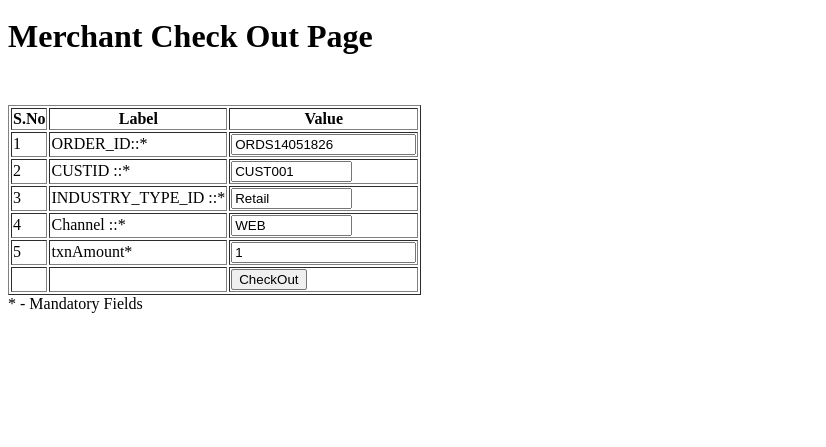 Merchant Check Out Page
S.No Label Value
1 ORDER_ID::* ORDS14051826
2 CUSTID ::* CUST001
3 INDUSTRY_TYPE_ID ::* Retail
4 Channel ::* WEB
5 txnAmount* 1
CheckOut
* - Mandatory Fields